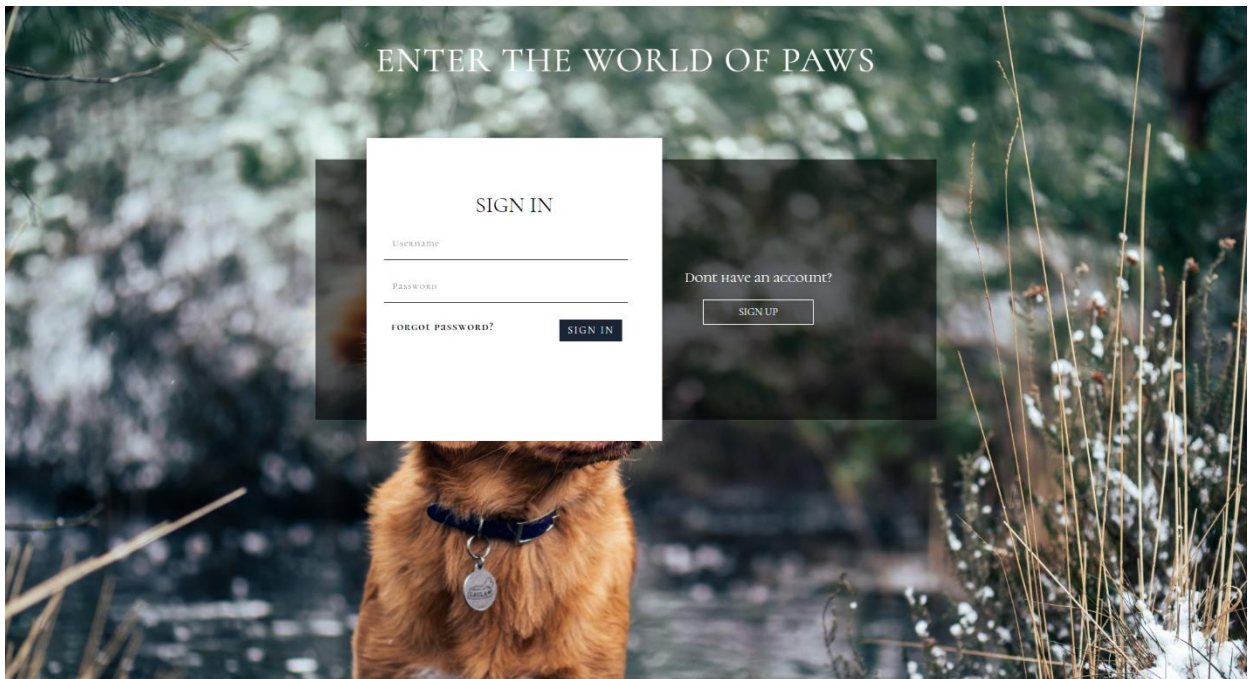 ENTER THE WORLD OF PAWS
SIGN IN
Username
Password
Forgot Password?
SIGN IN
Dont Have an account?
SIGN UP